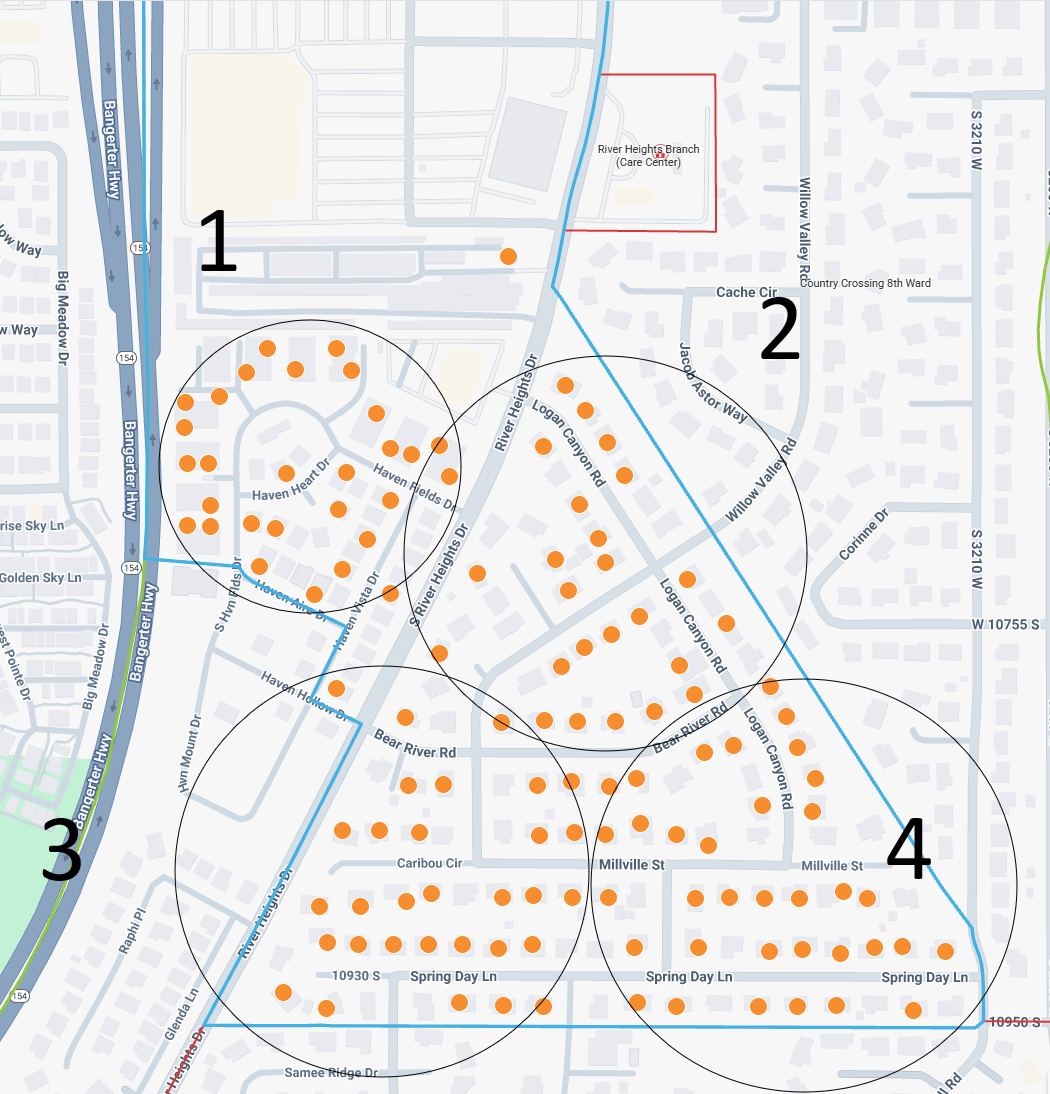 Bangerter Hwy
S 3210 W
River Heights Branch
(Care Center)
Willow Valley Rd
1
154
Big Meadow Dr
Country Crossing 8th Ward
Cache Cir
2
154
River Heights Dr
Jacob Astor Way
Logan Canyon Rd
Bangerter Hwy
Haven Heart Dr
Haven Fields Dr
Willow Valley Rd
rise Sky Ln
Corinne Dr
S 3210 W
154
Golden Sky Ln
S River Heights Dr
S Hvn Flds Dr
Haven Aire Dr
Haven Vista Dr
Logan Canyon Rd
W 10755 S
Bangerter Hwy
Big Meadow Dr
Haven Hollow Dr
Bear River Rd
Bear River Rd
Hvn Mount Dr
Logan Canyon Rd
Bangerter Hwy
3
4
Caribou Cir
Millville St
Millville St
River Heights Dr
Raphi Pl
10930 S
Spring Day Ln
Spring Day Ln
Spring Day Ln
154
Glenda Ln
10950 S
Heights Dr
Samee Ridge Dr